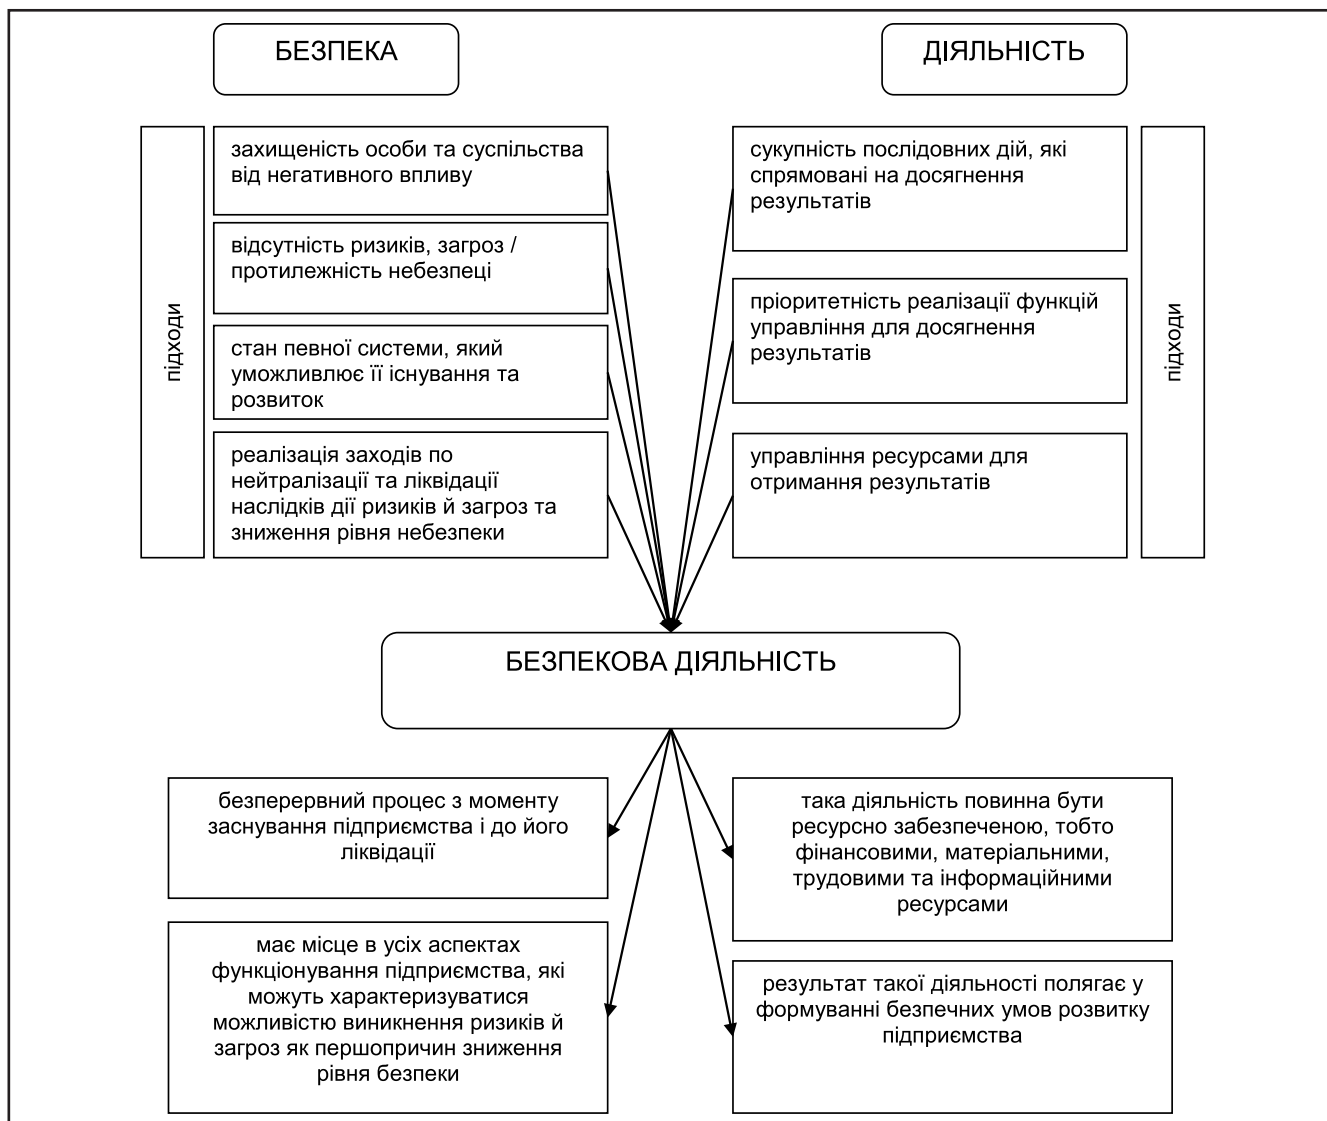 БЕЗПЕКА
ДІЯЛЬНІСТЬ
підходи
захищеність особи та суспільства
від негативного впливу
відсутність ризиків, загроз /
протилежність небезпеці
стан певної системи, який
уможливлює її існування та
розвиток
реалізація заходів по
нейтралізації та ліквідації
наслідків дії ризиків й загроз та
зниження рівня небезпеки
сукупність послідовних дій, які
спрямовані на досягнення
результатів
пріоритетність реалізації функцій
управління для досягнення
результатів
управління ресурсами для
отримання результатів
підходи
БЕЗПЕКОВА ДІЯЛЬНІСТЬ
безперервний процес з моменту
заснування підприємства і до його
ліквідації
має місце в усіх аспектах
функціонування підприємства, які
можуть характеризуватися
можливістю виникнення ризиків й
загроз як першопричин зниження
рівня безпеки
така діяльність повинна бути
ресурсно забезпеченою, тобто
фінансовими, матеріальними,
трудовими та інформаційними
ресурсами
результат такої діяльності полягає у
формуванні безпечних умов розвитку
підприємства